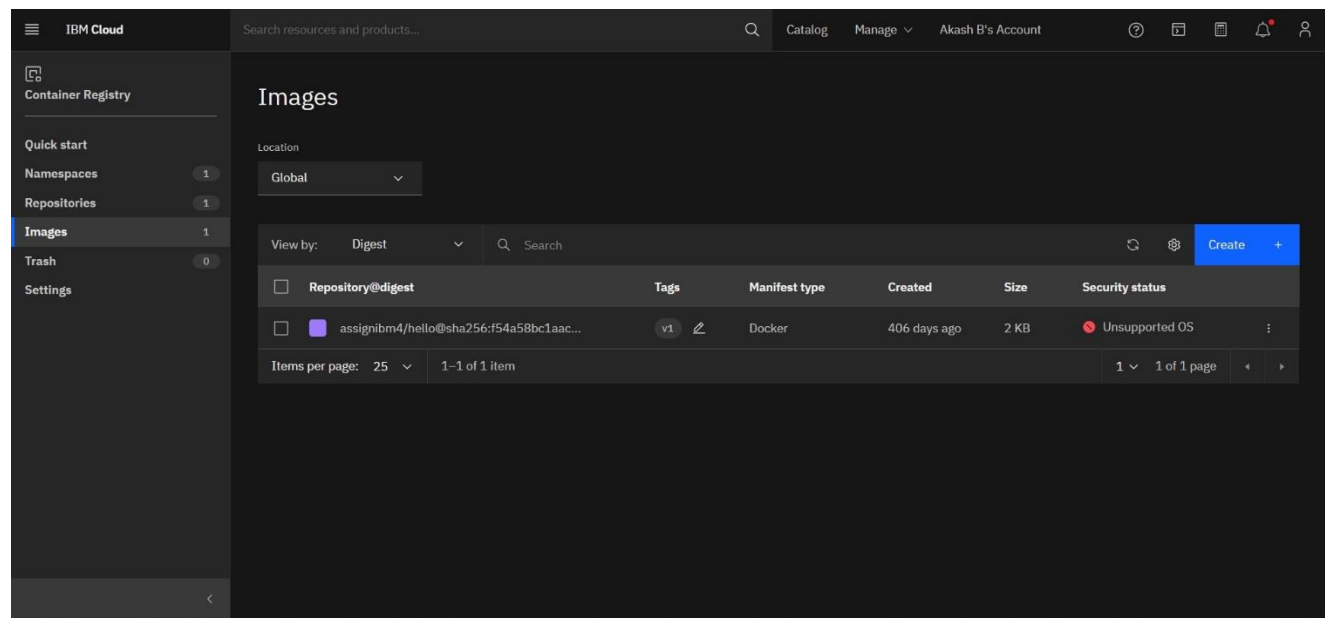 IBM Cloud
Search resources and products...
Catalog
Manage
Akash B's Account
Container Registry
Quick start
Namespaces 1
Repositories 1
Images 1
Trash 0
Settings
Images
Location
Global
View by: Digest
Search
Create +
Repository@digest Tags Manifest type Created Size Security status
assignibm4/hello@sha256:f54a58bc1aac... v1 Docker 406 days ago 2 KB Unsupported OS
Items per page: 25 1–1 of 1 item 1 1 of 1 page